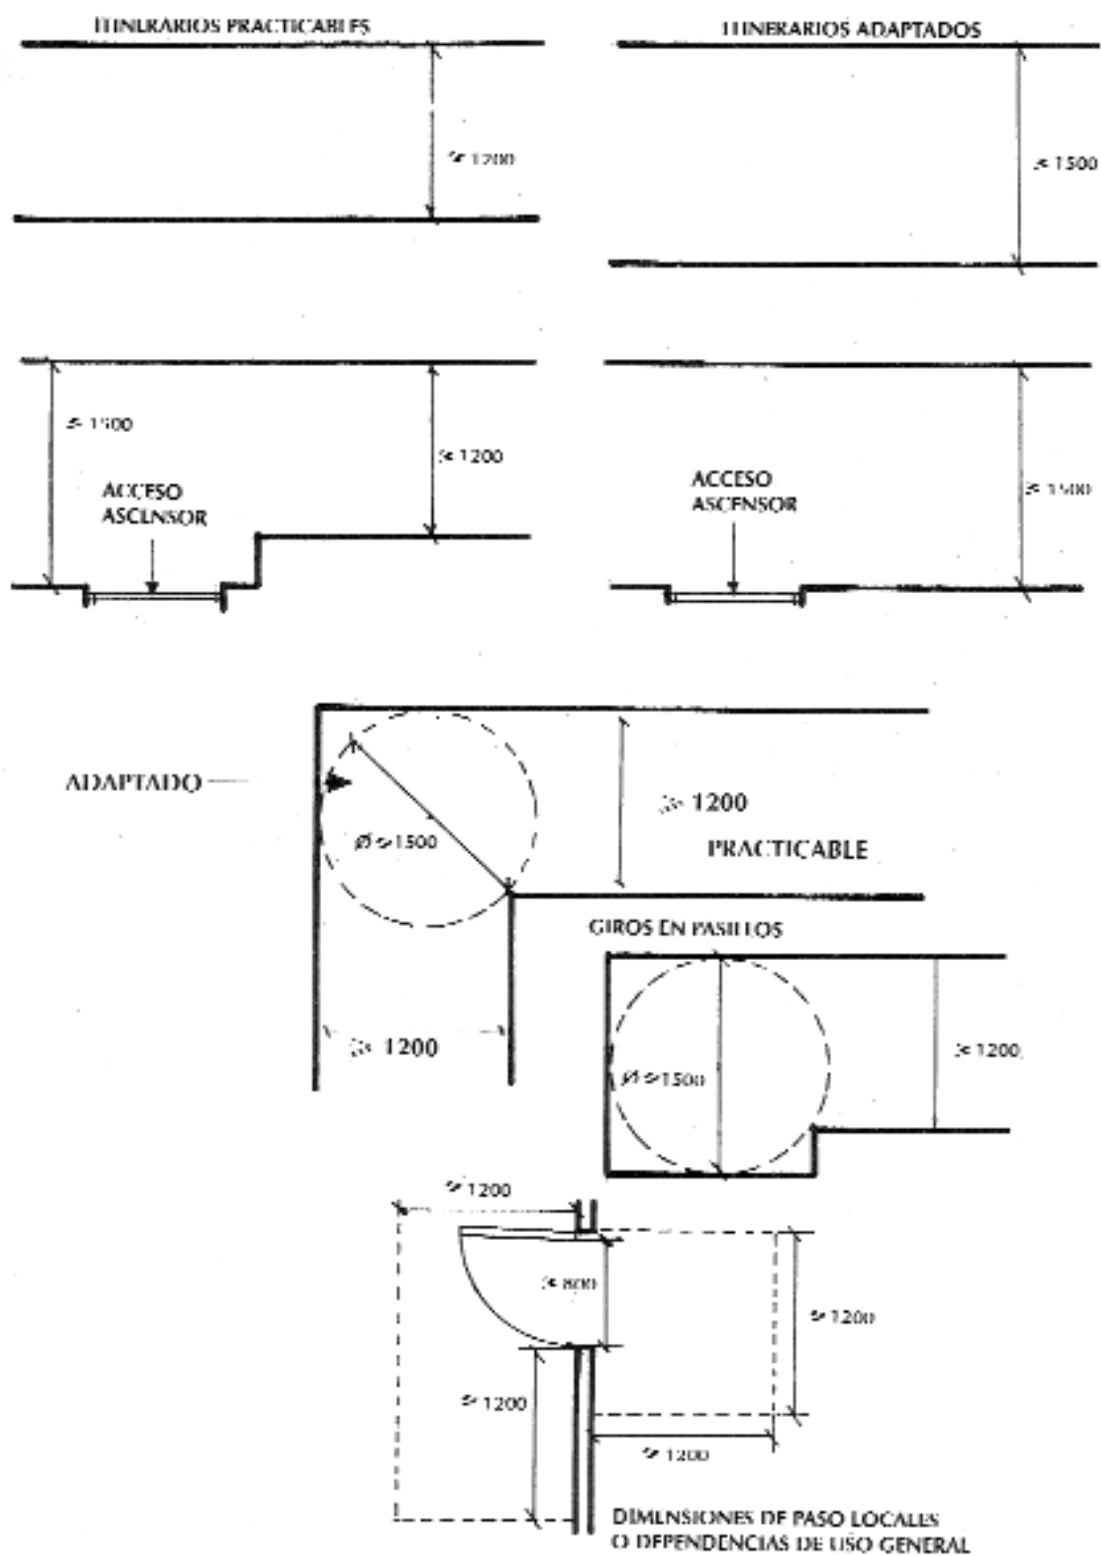 ITINERARIOS PRACTICABLES
ITINERARIOS ADAPTADOS
≥ 1200
≥ 1500
≥ 1500
≥ 1200
ACCESO
ASCENSOR
ACCESO
ASCENSOR
≥ 1500
ADAPTADO
≥ 1200
Ø ≥ 1500
PRACTICABLE
GIROS EN PASILLOS
≥ 1200
≥ 1200
Ø ≥ 1500
≥ 1200
≥ 800
≥ 1200
≥ 1200
≥ 1200
DIMENSIONES DE PASO LOCALES
O DEPENDENCIAS DE USO GENERAL